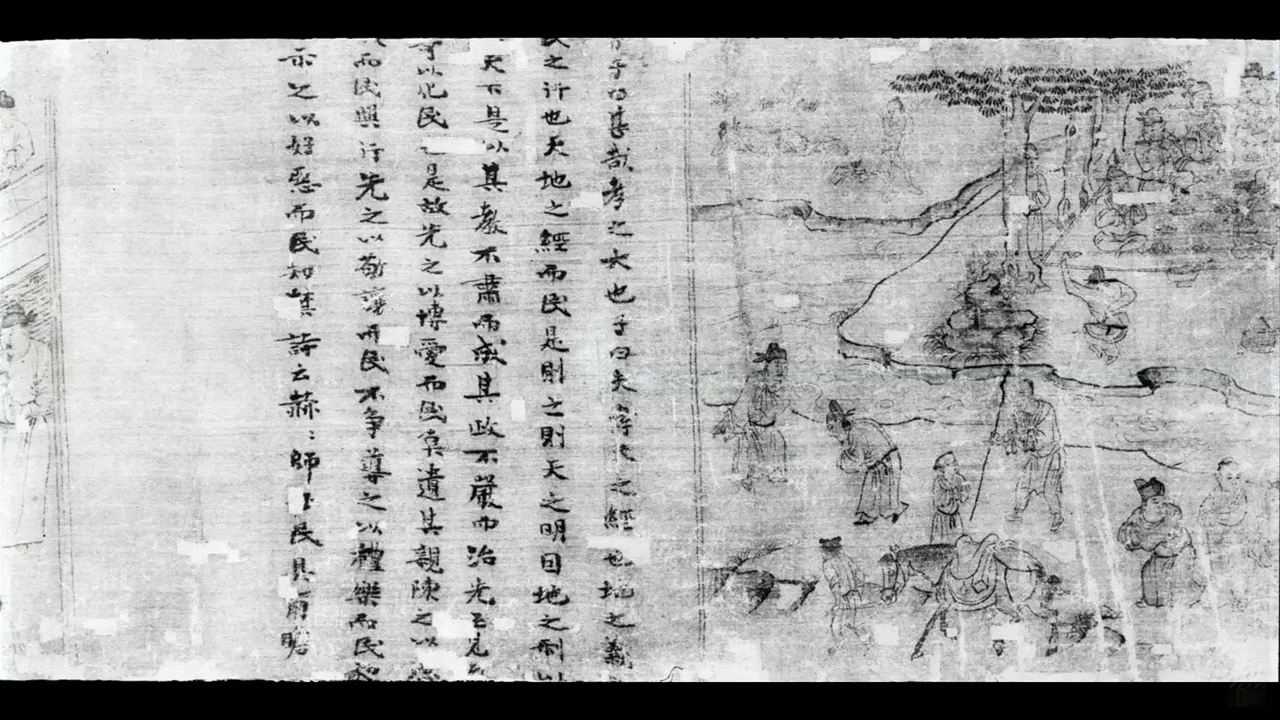 子曰甚哉孝之大也子曰夫孝天之經也地之義
之行也天地之經而民是則之則天之明因地之利以
天下是以其教不肅而成其政不嚴而治先王見
可以化民之是故先之以博愛而民莫遺其親陳之以
而民興行先之以敬讓而民不爭導之以禮樂而民和
示之以好惡而民知禁詩云赫〻師尹民具爾瞻